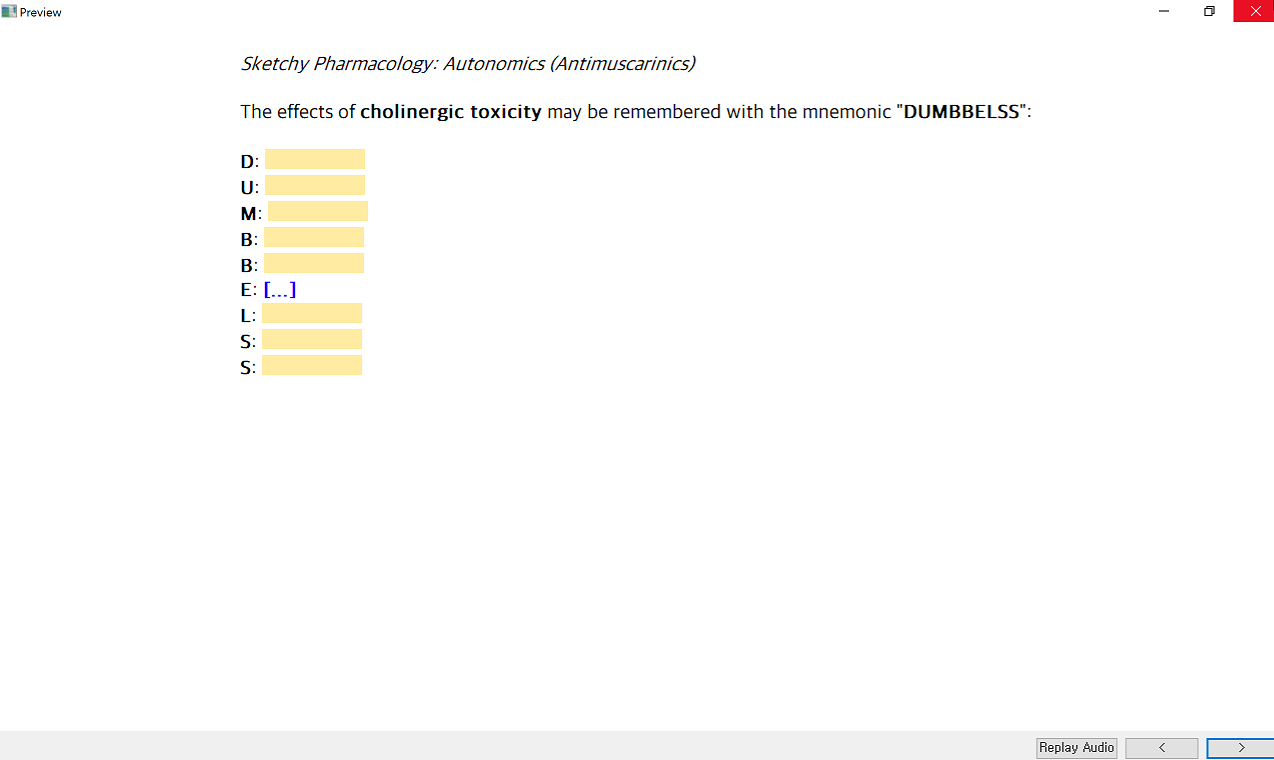 Preview
Sketchy Pharmacology: Autonomics (Antimuscarinics)
The effects of cholinergic toxicity may be remembered with the mnemonic "DUMBBELSS":
D:
U:
M:
B:
B:
E: [...]
L:
S:
S:
Replay Audio < >